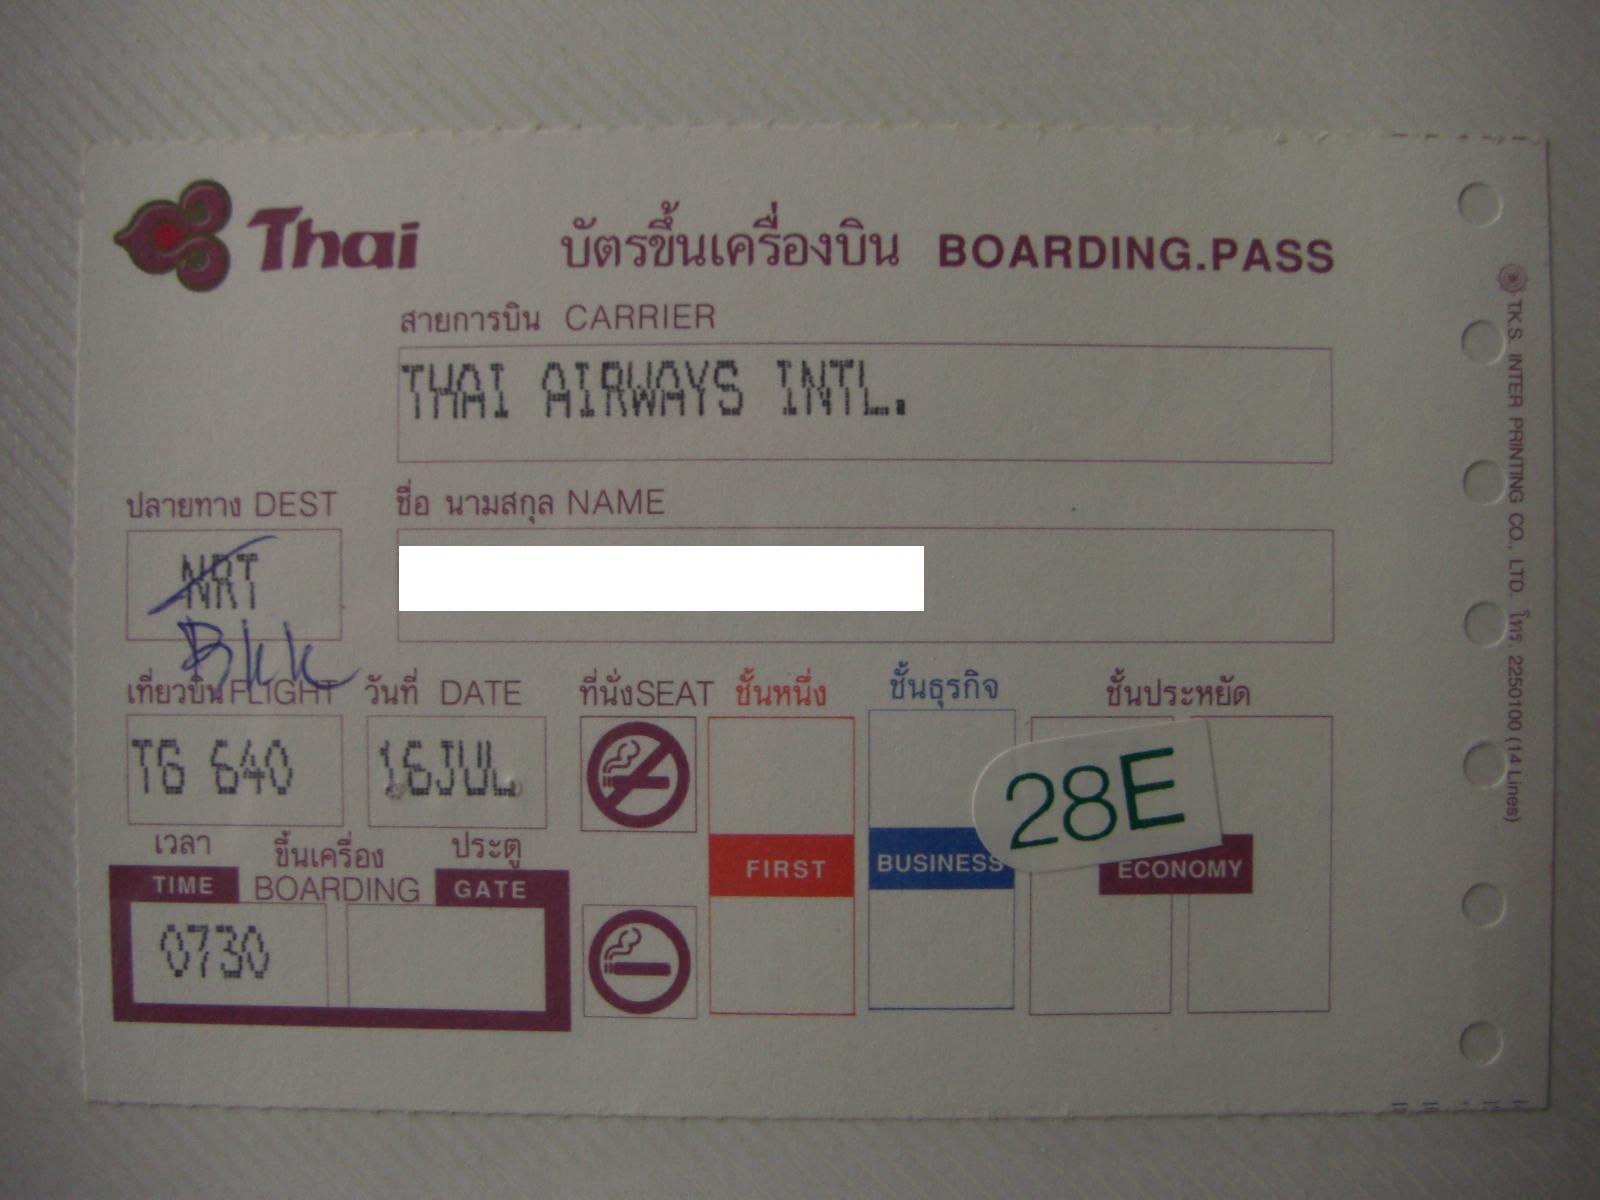 Thai บัตรขึ้นเครื่องบิน BOARDING.PASS
สายการบิน CARRIER
THAI AIRWAYS INTL.
ปลายทาง DEST ชื่อ นามสกุล NAME
NRT
Bkk
เที่ยวบิน FLIGHT วันที่ DATE ที่นั่ง SEAT ชั้นหนึ่ง ชั้นธุรกิจ ชั้นประหยัด
TG 640 16JUL 28E
เวลา ขึ้นเครื่อง ประตู
TIME BOARDING GATE FIRST BUSINESS ECONOMY
0730
T.K.S. INTER PRINTING CO., LTD. โทร. 2250100 (14 Lines)